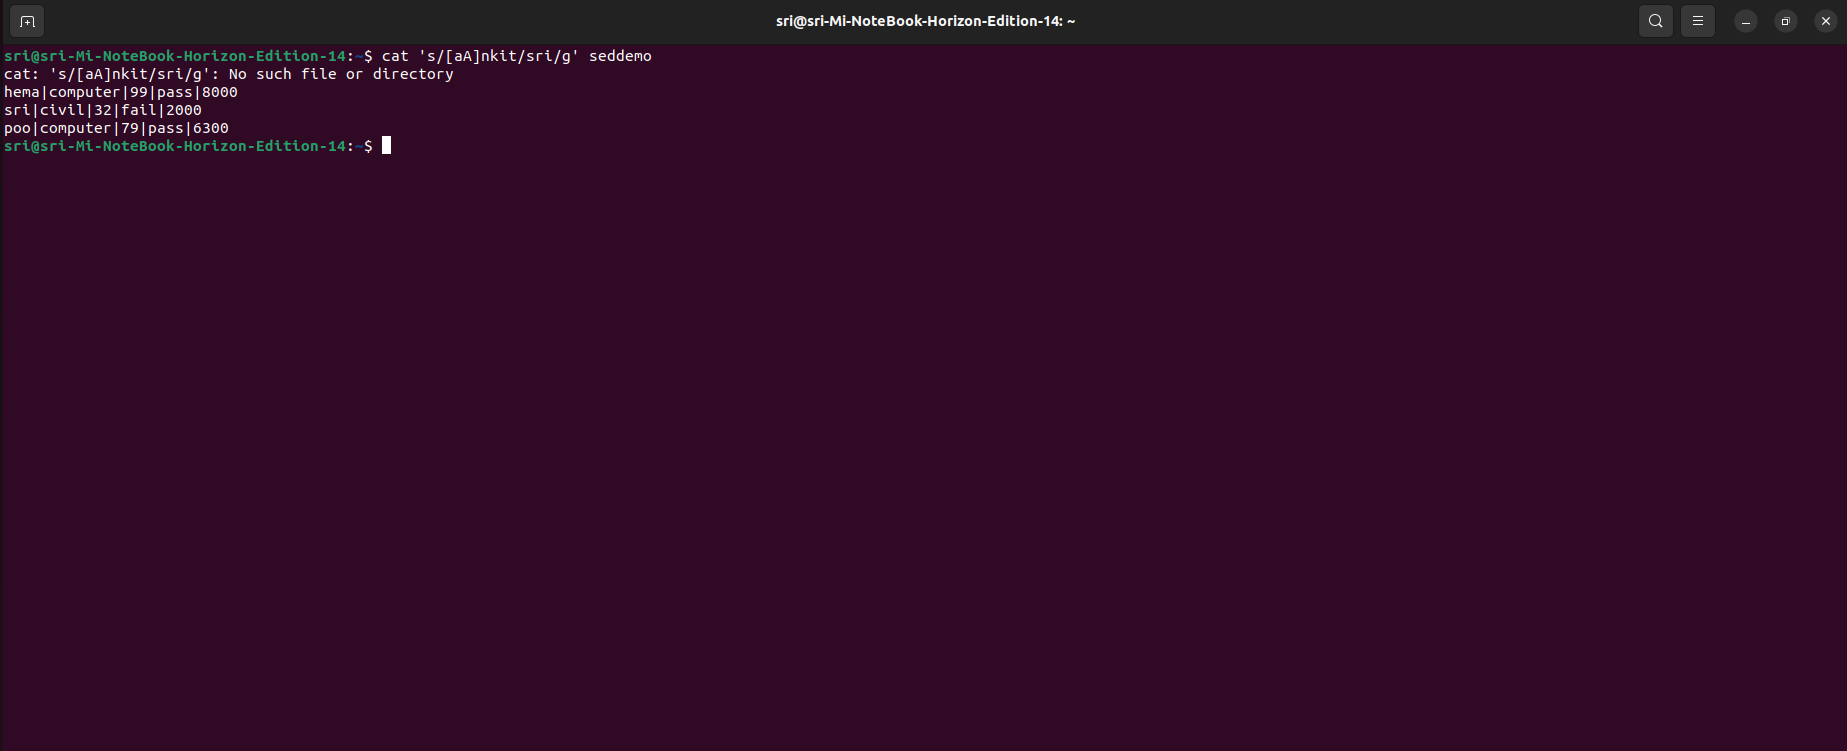 sri@sri-Mi-NoteBook-Horizon-Edition-14: ~
sri@sri-Mi-NoteBook-Horizon-Edition-14:~$ cat 's/[aA]nkit/sri/g' seddemo
cat: 's/[aA]nkit/sri/g': No such file or directory
hema|computer|99|pass|8000
sri|civil|32|fail|2000
poo|computer|79|pass|6300
sri@sri-Mi-NoteBook-Horizon-Edition-14:~$